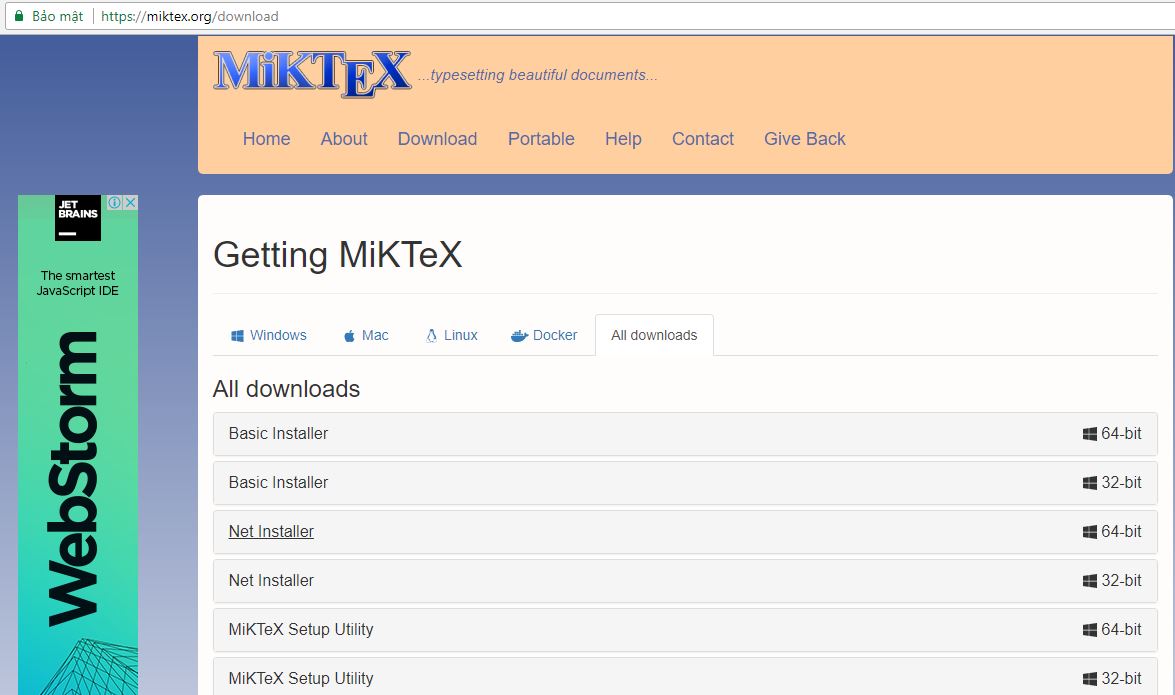 Bảo mật https://miktex.org/download
MiKTEX ...typesetting beautiful documents...
Home About Download Portable Help Contact Give Back
JET
BRAINS
The smartest
JavaScript IDE
WebStorm
Getting MiKTeX
Windows Mac Linux Docker All downloads
All downloads
Basic Installer 64-bit
Basic Installer 32-bit
Net Installer 64-bit
Net Installer 32-bit
MiKTeX Setup Utility 64-bit
MiKTeX Setup Utility 32-bit